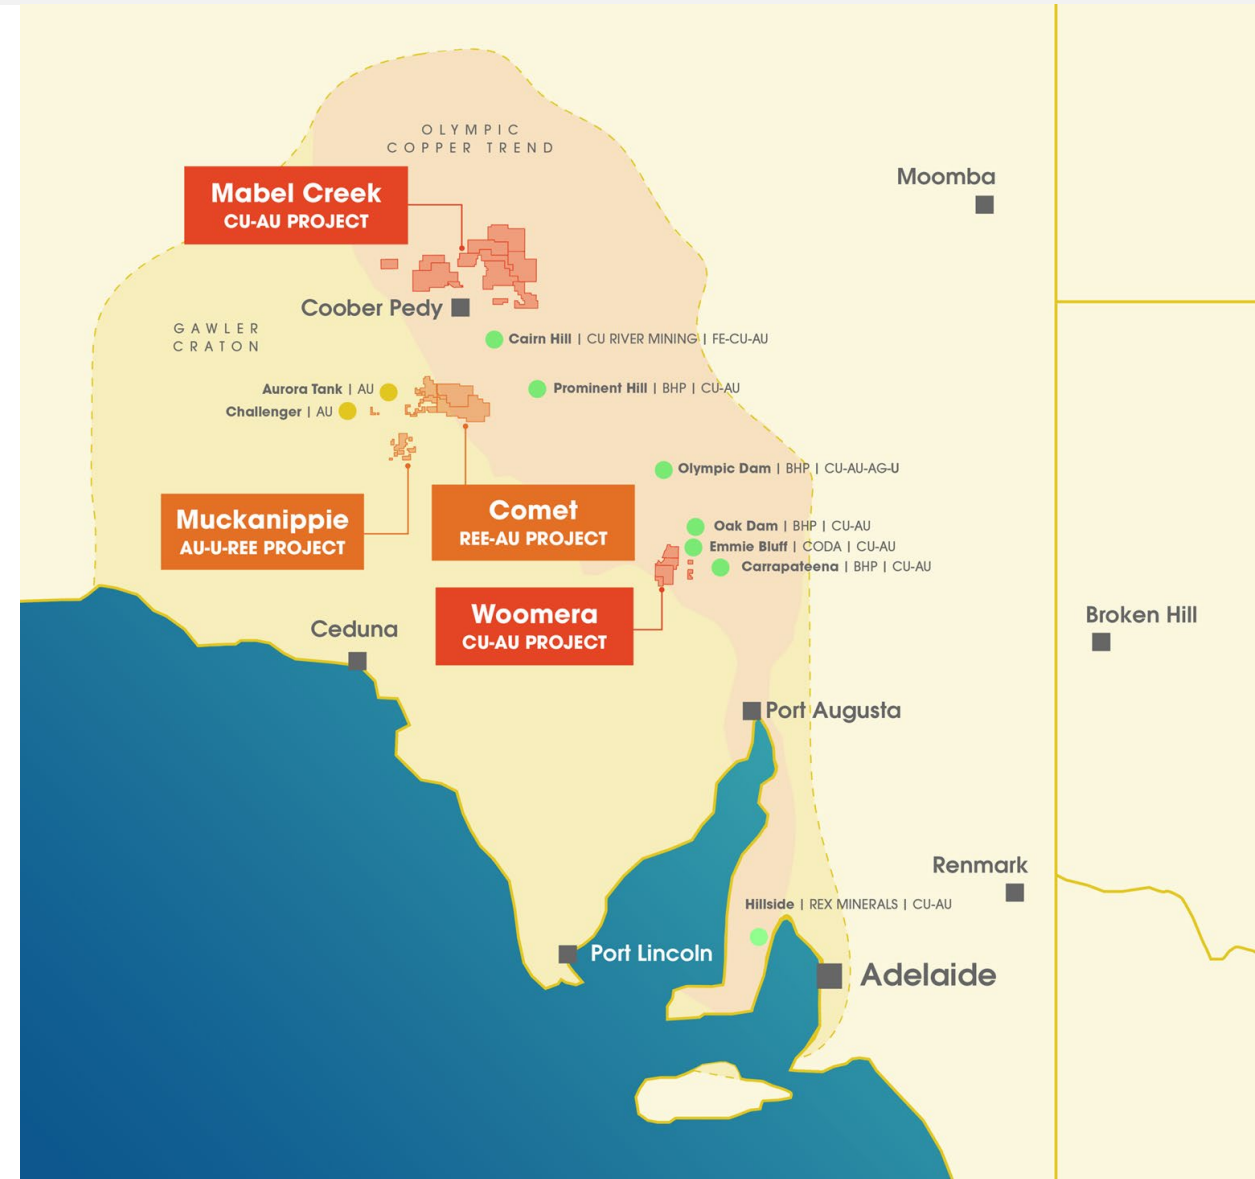 OLYMPIC
COPPER TREND
Moomba
Mabel Creek
CU-AU PROJECT
Coober Pedy
GAWLER
CRATON
Cairn Hill | CU RIVER MINING | FE-CU-AU
Aurora Tank | AU
Prominent Hill | BHP | CU-AU
Challenger | AU
Olympic Dam | BHP | CU-AU-AG-U
Muckanippie
AU-U-REE PROJECT
Comet
REE-AU PROJECT
Oak Dam | BHP | CU-AU
Emmie Bluff | CODA | CU-AU
Carrapateena | BHP | CU-AU
Woomera
CU-AU PROJECT
Broken Hill
Ceduna
Port Augusta
Renmark
Hillside | REX MINERALS | CU-AU
Port Lincoln
Adelaide